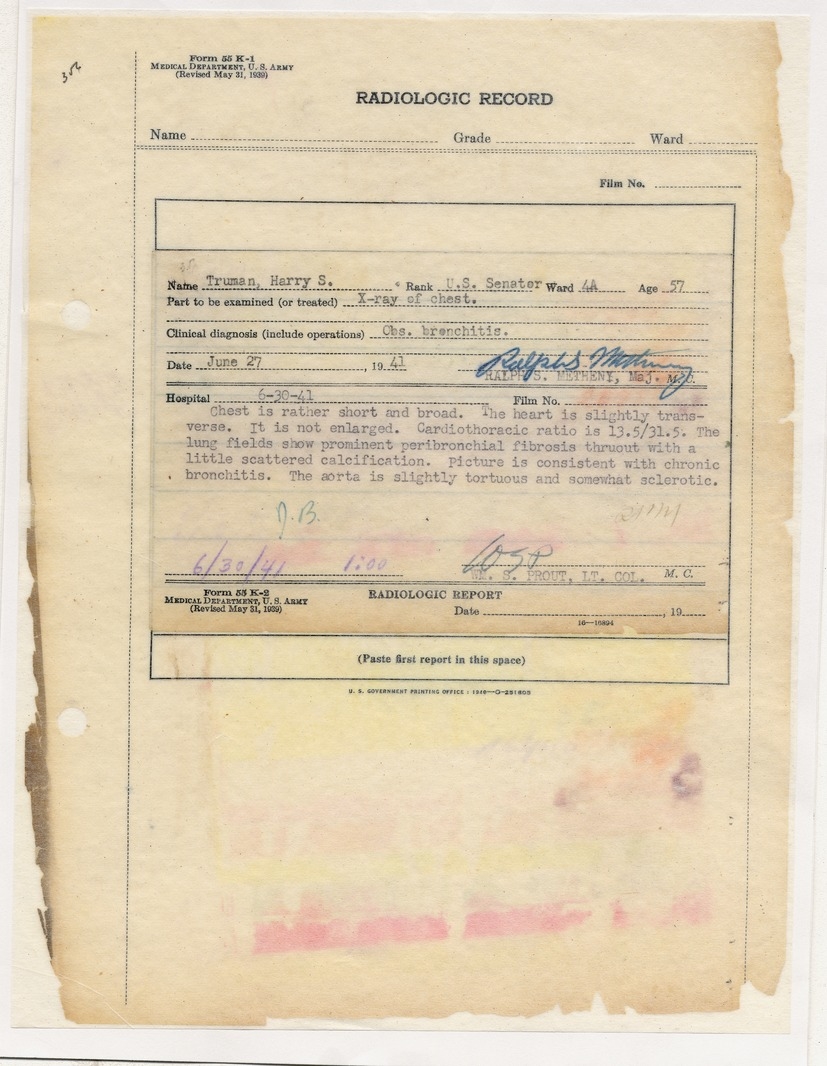 Form 55 K-1
MEDICAL DEPARTMENT, U. S. ARMY
(Revised May 31, 1939)
RADIOLOGIC RECORD
Name Grade Ward
Film No.
Name Truman, Harry S. Rank U.S. Senator Ward 4A Age 57
Part to be examined (or treated) X-ray of chest.
Clinical diagnosis (include operations) Obs. bronchitis.
Date June 27, 1941 Ralph S. Metheny
RALPH S. METHENY, Maj. M.C.
Hospital 6-30-41 Film No.
Chest is rather short and broad. The heart is slightly trans-
verse. It is not enlarged. Cardiothoracic ratio is 13.5/31.5. The
lung fields show prominent peribronchial fibrosis thruout with a
little scattered calcification. Picture is consistent with chronic
bronchitis. The aorta is slightly tortuous and somewhat sclerotic.
6/30/41 1:00 WSP
WM. S. PROUT, LT. COL. M. C.
Form 55 K-2
MEDICAL DEPARTMENT, U. S. ARMY
(Revised May 31, 1939)
RADIOLOGIC REPORT
Date , 19
16—16894
(Paste first report in this space)
U. S. GOVERNMENT PRINTING OFFICE : 1940—O-251605